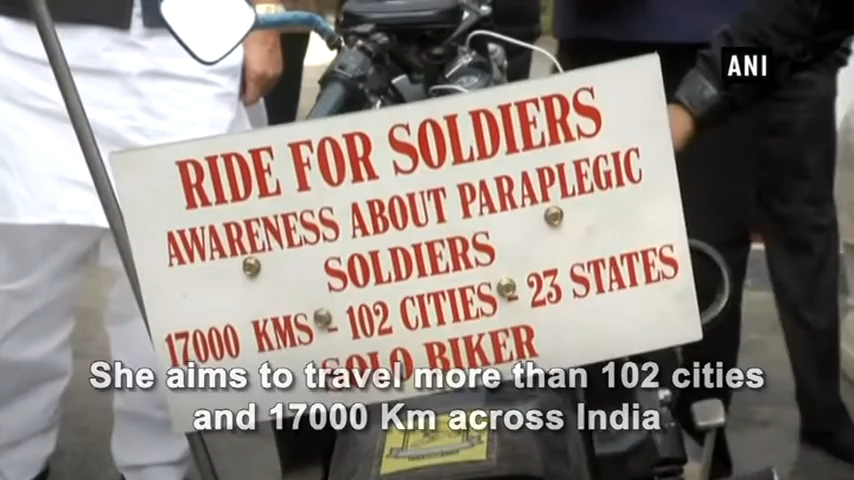 ANI
RIDE FOR SOLDIERS
AWARENESS ABOUT PARAPLEGIC
SOLDIERS
17000 KMS - 102 CITIES - 23 STATES
SOLO BIKER
She aims to travel more than 102 cities
and 17000 Km across India